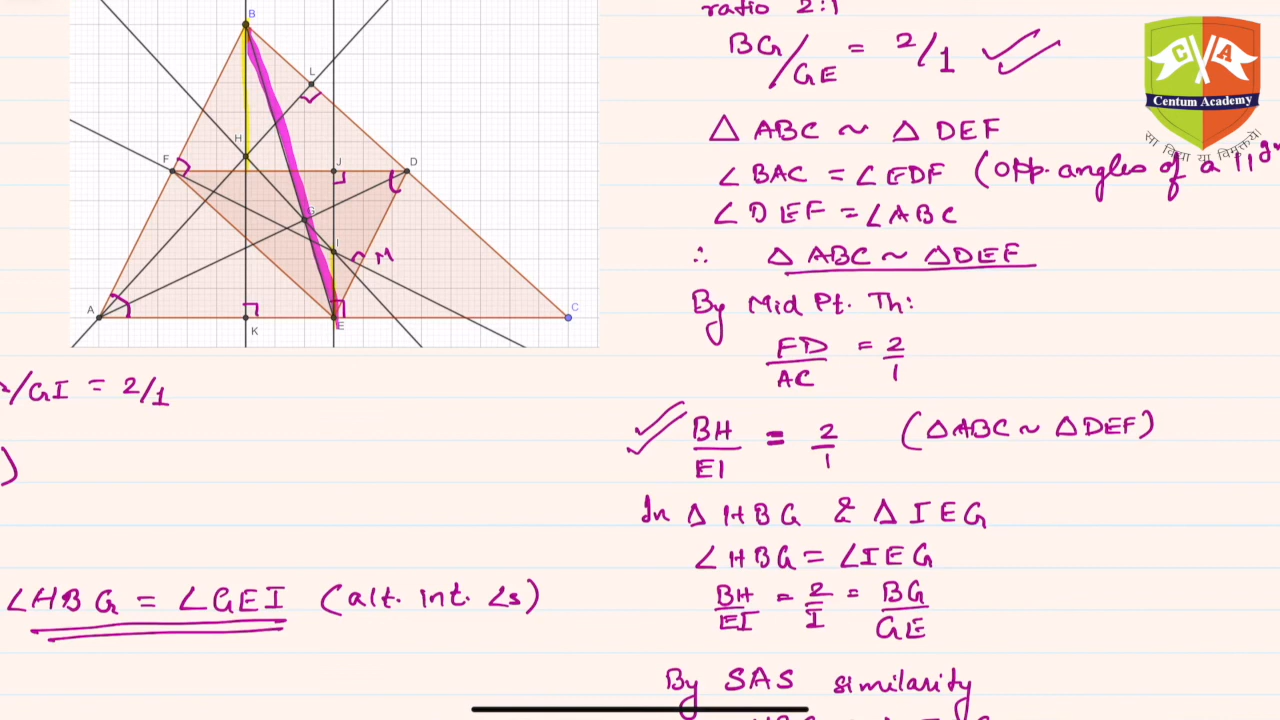 B
L
H
F
J
D
G
I
M
A
K
E
C
/GI = 2/1
)
∠HBG = ∠GEI (alt. int. ∠s)
ratio 2:1
BG/GE = 2/1
△ ABC ~ △ DEF
∠BAC = ∠EDF (opp. angles of a ||
∠DEF = ∠ABC
∴ △ ABC ~ △DEF
By Mid Pt. Th:
FD/AC = 2/1
BH/EI = 2/1 (△ABC ~ △DEF)
In △ HBG & △ IEG
∠HBG = ∠IEG
BH/EI = 2/1 = BG/GE
By SAS similarity
C A
Centum Academy
सा विद्या या विमुक्तये।